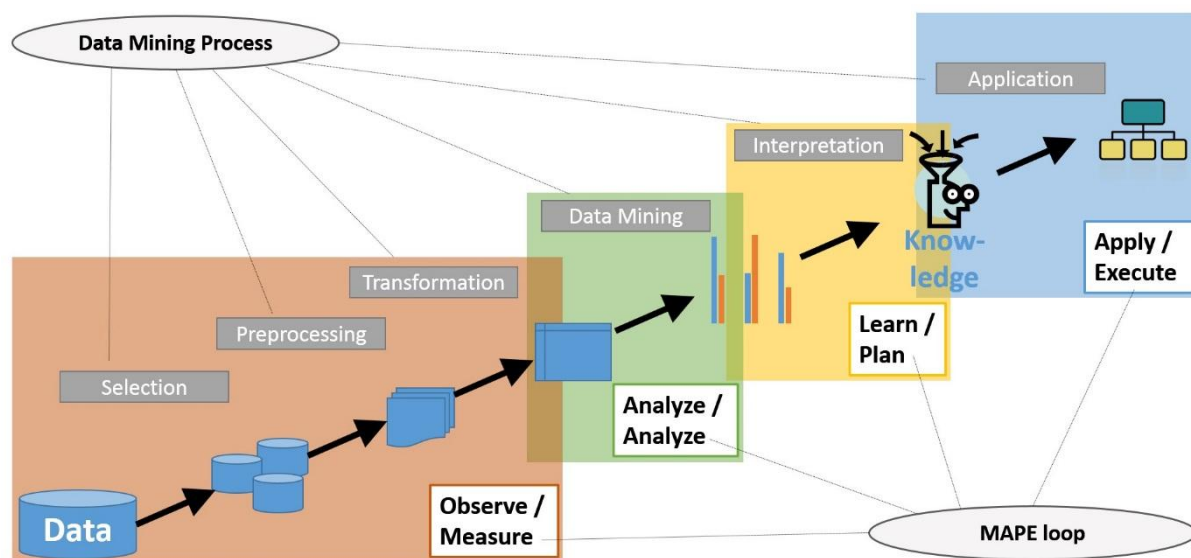 Data Mining Process
Application
Interpretation
Data Mining
Know-
ledge
Apply /
Execute
Transformation
Preprocessing
Selection
Learn /
Plan
Analyze /
Analyze
Data
Observe /
Measure
MAPE loop